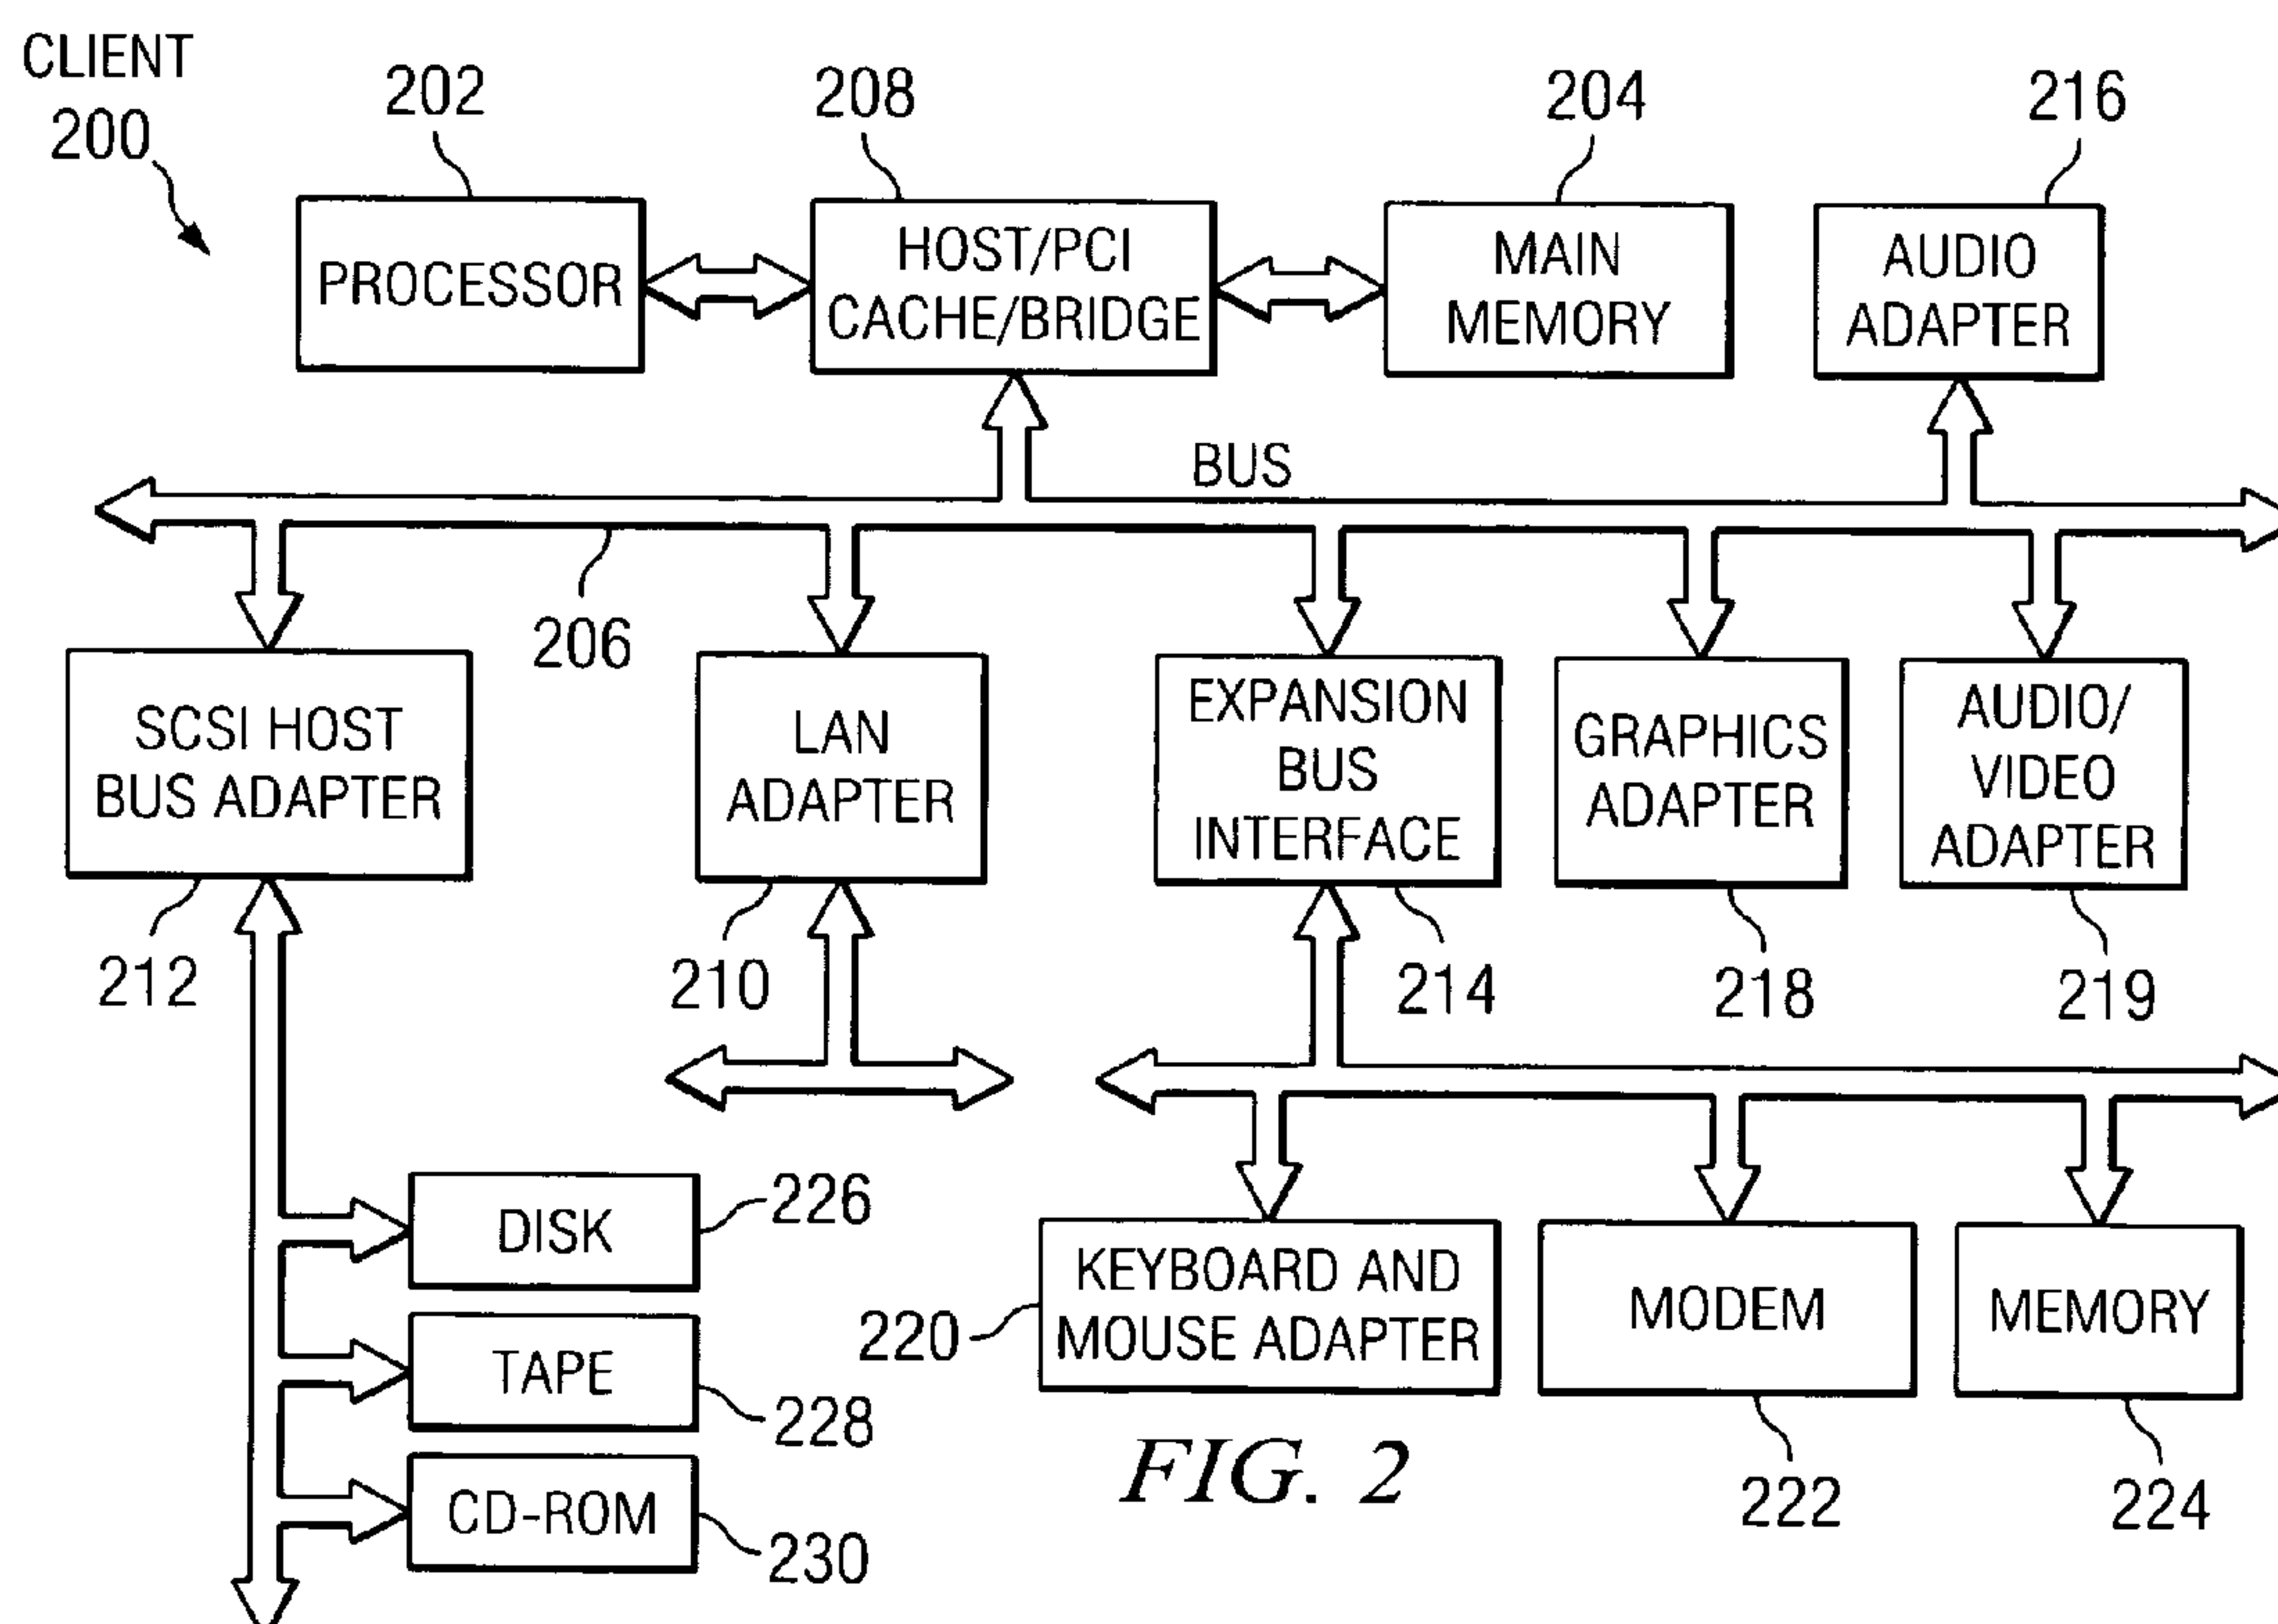 CLIENT
200
202
208
204
216
PROCESSOR
HOST/PCI
CACHE/BRIDGE
MAIN
MEMORY
AUDIO
ADAPTER
BUS
206
SCSI HOST
BUS ADAPTER
LAN
ADAPTER
EXPANSION
BUS
INTERFACE
GRAPHICS
ADAPTER
AUDIO/
VIDEO
ADAPTER
212
210
214
218
219
DISK
226
TAPE
228
CD-ROM
230
220
KEYBOARD AND
MOUSE ADAPTER
MODEM
MEMORY
222
224
FIG. 2